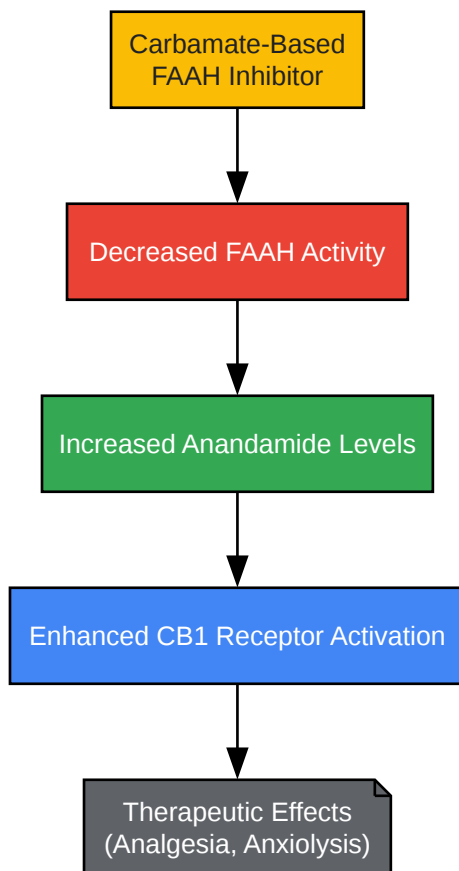 Carbamate-Based
FAAH Inhibitor
Decreased FAAH Activity
Increased Anandamide Levels
Enhanced CB1 Receptor Activation
Therapeutic Effects
(Analgesia, Anxiolysis)